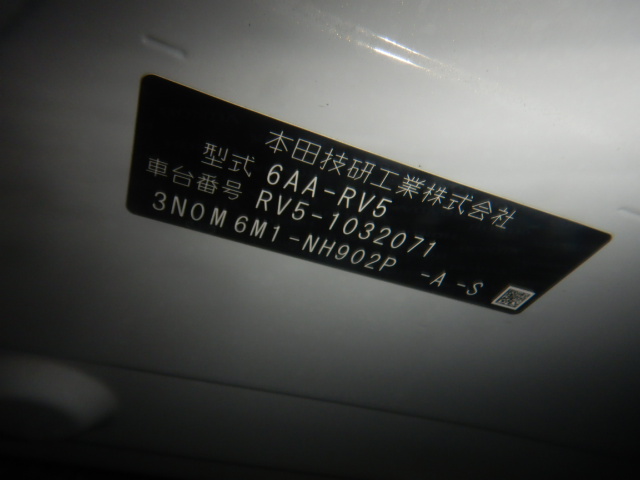 本田技研工業株式会社
型式 6AA-RV5
車台番号 RV5-1032071
3N0M6M1-NH902P -A -S